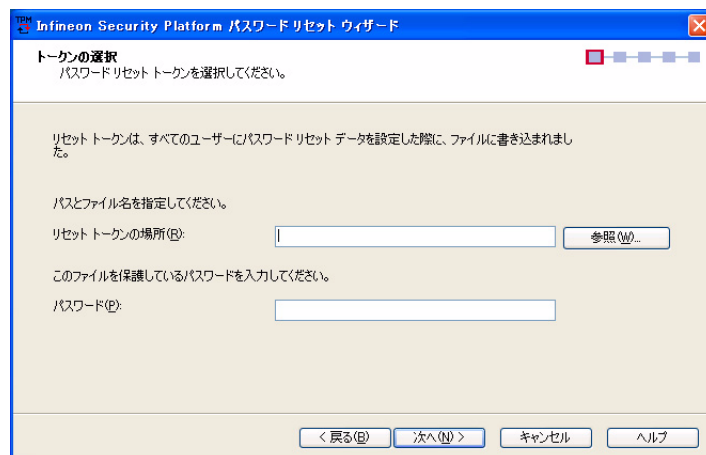 TPM
Infineon Security Platform パスワード リセット ウィザード
トークンの選択
パスワード リセット トークンを選択してください。
リセット トークンは、すべてのユーザーにパスワード リセット データを設定した際に、ファイルに書き込まれまし
た。
パスとファイル名を指定してください。
リセット トークンの場所(R):
参照(W)...
このファイルを保護しているパスワードを入力してください。
パスワード(P):
< 戻る(B)
次へ(N) >
キャンセル
ヘルプ